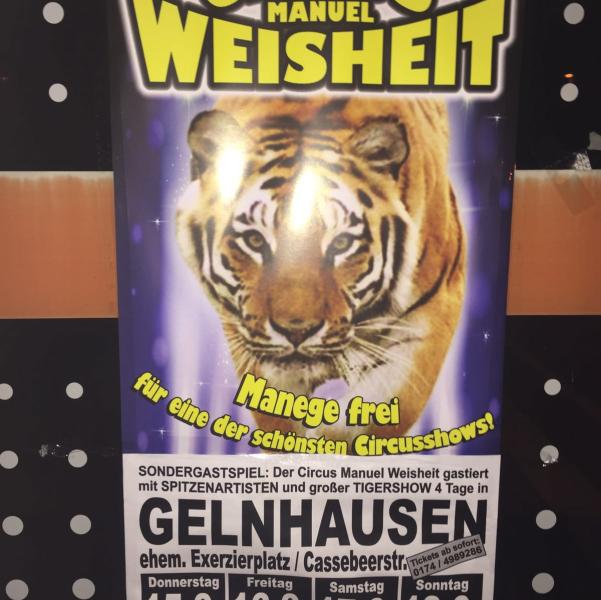 MANUEL
WEISHEIT
Manege frei
für eine der schönsten Circusshows!
SONDERGASTSPIEL: Der Circus Manuel Weisheit gastiert
mit SPITZENARTISTEN und großer TIGERSHOW 4 Tage in
GELNHAUSEN
ehem. Exerzierplatz / Cassebeerstr.
Tickets ab sofort:
0174 / 4989286
Donnerstag Freitag Samstag Sonntag